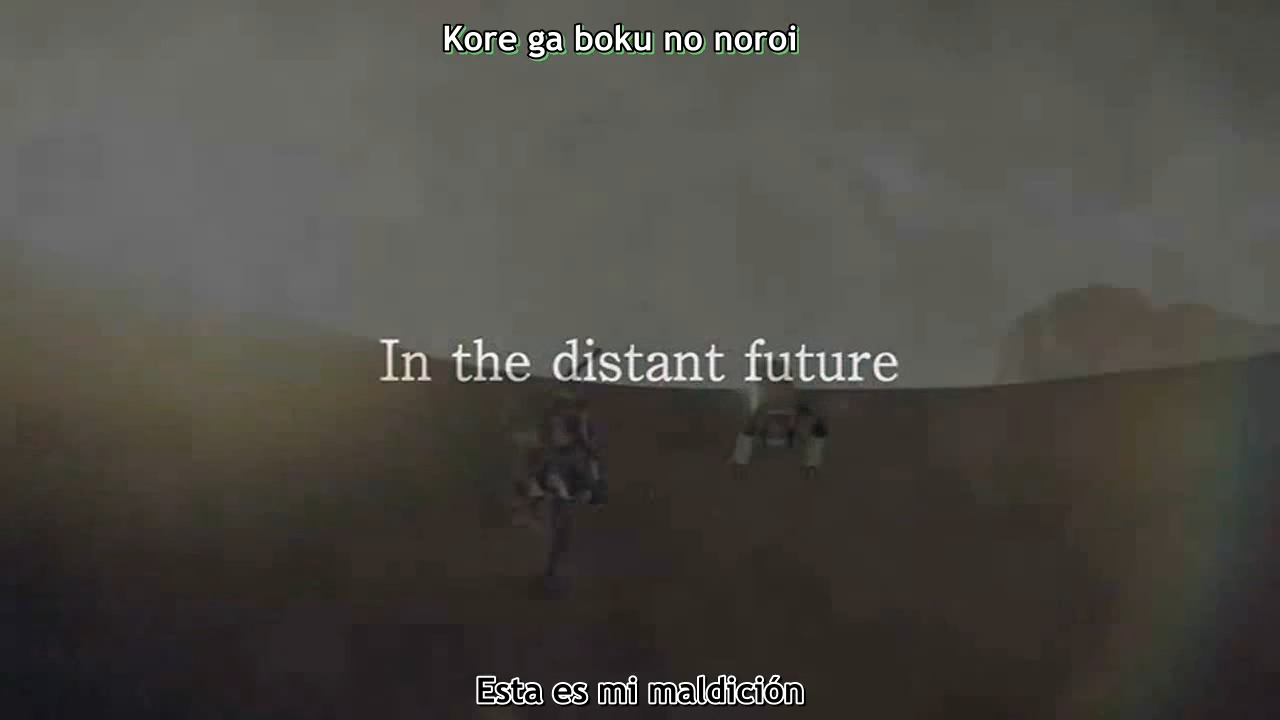 Kore ga boku no noroi
In the distant future
Esta es mi maldición